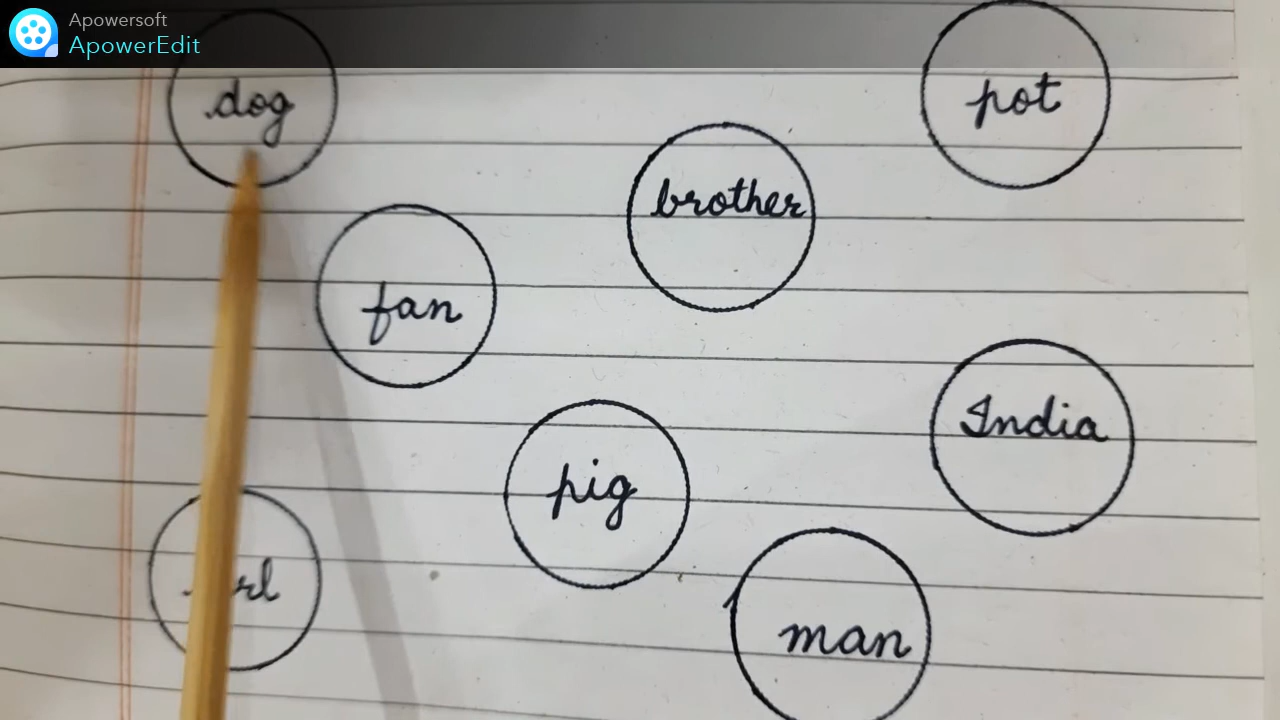 Apowersoft
ApowerEdit
dog
pot
brother
fan
India
pig
man